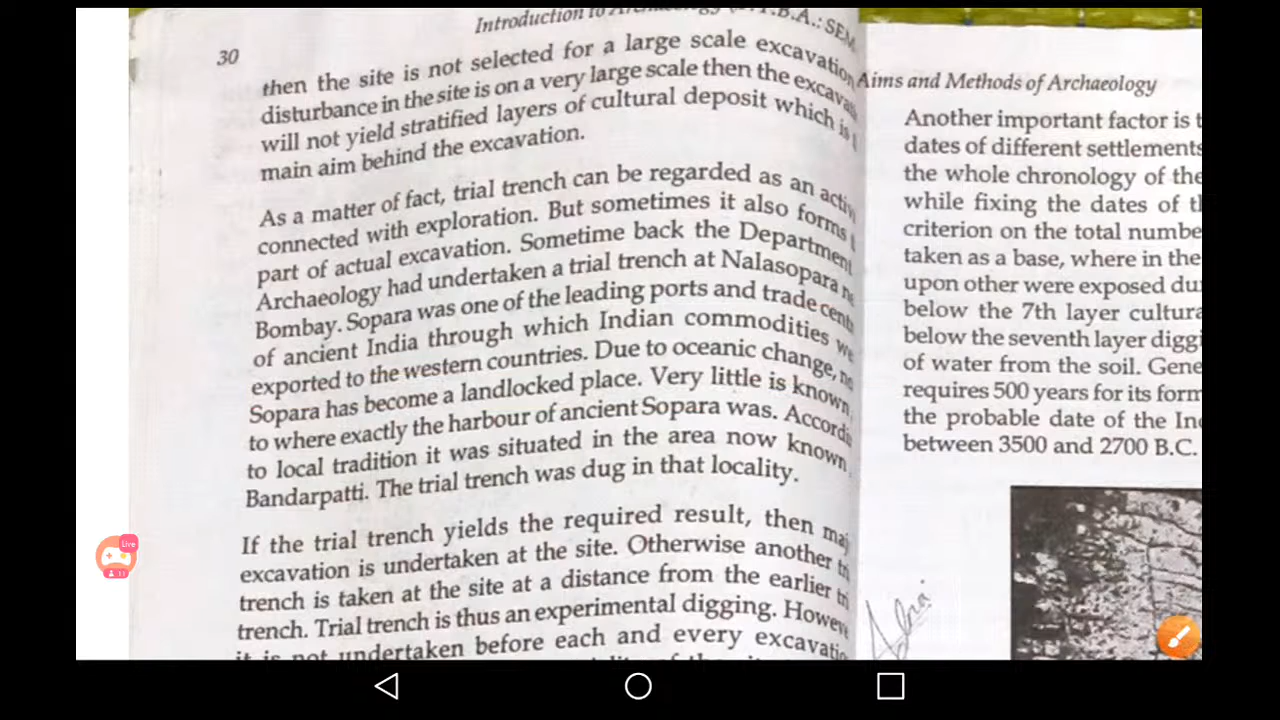 Introduction to
B.A.: SEM
30
then the site is not selected for a large scale excavation
disturbance in the site is on a very large scale then the
will not yield stratified layers of cultural deposit which is
main aim behind the excavation.
As a matter of fact, trial trench can be regarded as an
connected with exploration. But sometimes it also forms
part of actual excavation. Sometime back the Department
Archaeology had undertaken a trial trench at Nalasopara
Bombay. Sopara was one of the leading ports and trade
of ancient India through which Indian commodities
exported to the western countries. Due to oceanic change,
Sopara has become a landlocked place. Very little is known
to where exactly the harbour of ancient Sopara was.
to local tradition it was situated in the area now known
Bandarpatti. The trial trench was dug in that locality.
If the trial trench yields the required result, then
excavation is undertaken at the site. Otherwise another
trench is taken at the site at a distance from the earlier
trench. Trial trench is thus an experimental digging.
it is not undertaken before each and every
Aims and Methods of Archaeology
Another important factor is
dates of different settlements
the whole chronology of the
while fixing the dates of
criterion on the total
taken as a base, where in the
upon other were exposed
below the 7th layer
below the seventh layer
of water from the soil.
requires 500 years for its
the probable date of the
between 3500 and 2700 B.C.
Live
11